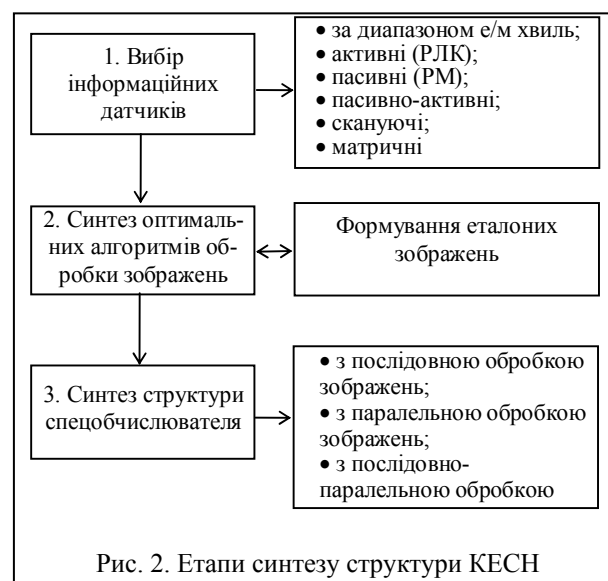 1. Вибір
інформаційних
датчиків
• за диапазоном е/м хвиль;
• активні (РЛК);
• пасивні (РМ);
• пасивно-активні;
• скануючі;
• матричні
2. Синтез оптималь-
них алгоритмів об-
робки зображень
Формування еталоних
зображень
3. Синтез структури
спецобчислювателя
• з послідовною обробкою
зображень;
• з паралельною обробкою
зображень;
• з послідовно-
паралельною обробкою
Рис. 2. Етапи синтезу структури КЕСН